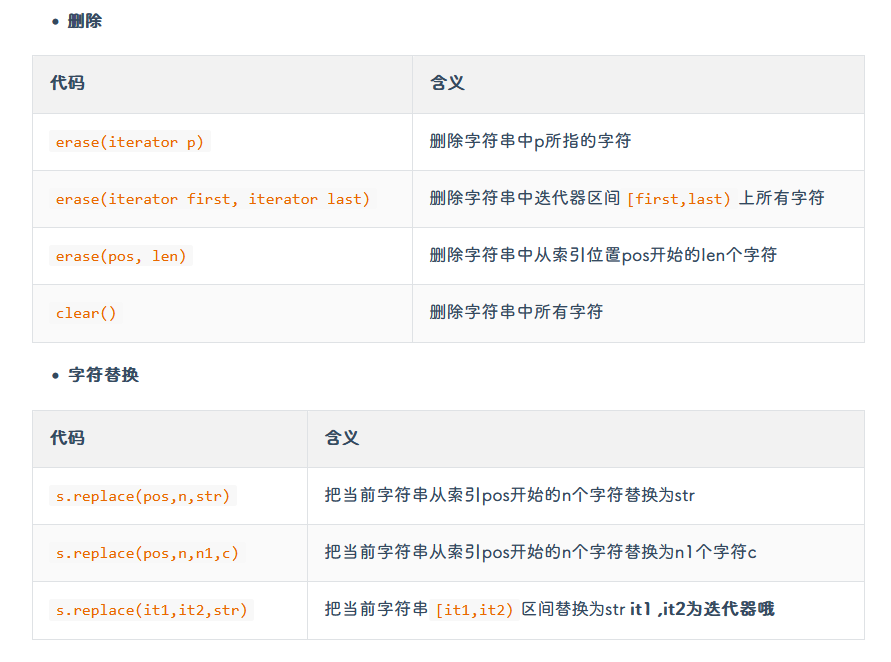 • 删除
代码 含义
erase(iterator p) 删除字符串中p所指的字符
erase(iterator first, iterator last) 删除字符串中迭代器区间 [first,last) 上所有字符
erase(pos, len) 删除字符串中从索引位置pos开始的len个字符
clear() 删除字符串中所有字符
• 字符替换
代码 含义
s.replace(pos,n,str) 把当前字符串从索引pos开始的n个字符替换为str
s.replace(pos,n,n1,c) 把当前字符串从索引pos开始的n个字符替换为n1个字符c
s.replace(it1,it2,str) 把当前字符串 [it1,it2) 区间替换为str it1 ,it2为迭代器哦